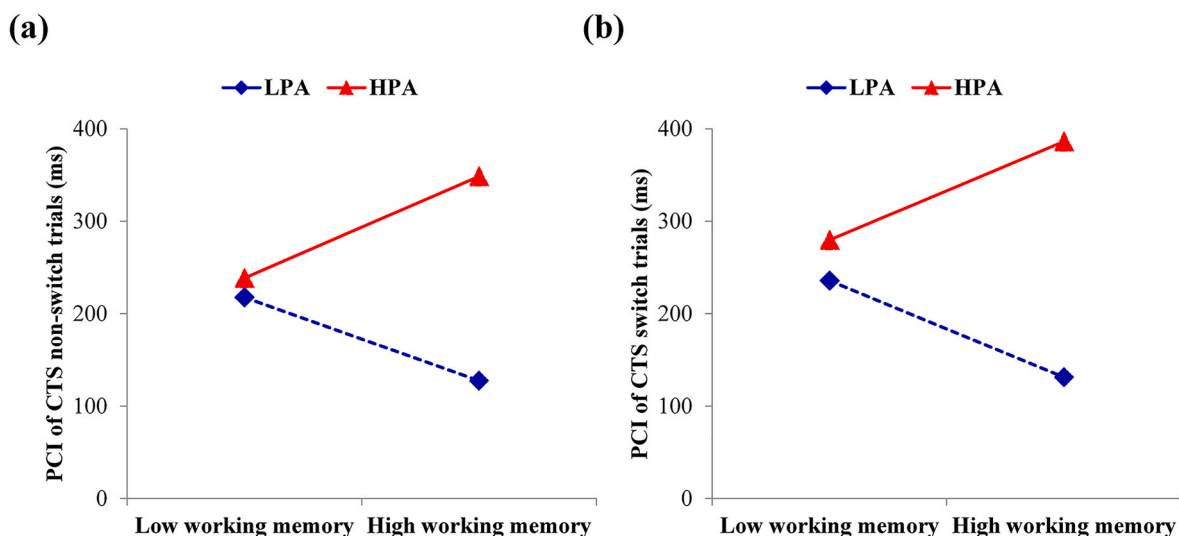 (a)
LPA HPA
PCI of CTS non-switch trials (ms)
400
300
200
100
0
Low working memory High working memory
(b)
LPA HPA
PCI of CTS switch trials (ms)
400
300
200
100
0
Low working memory High working memory